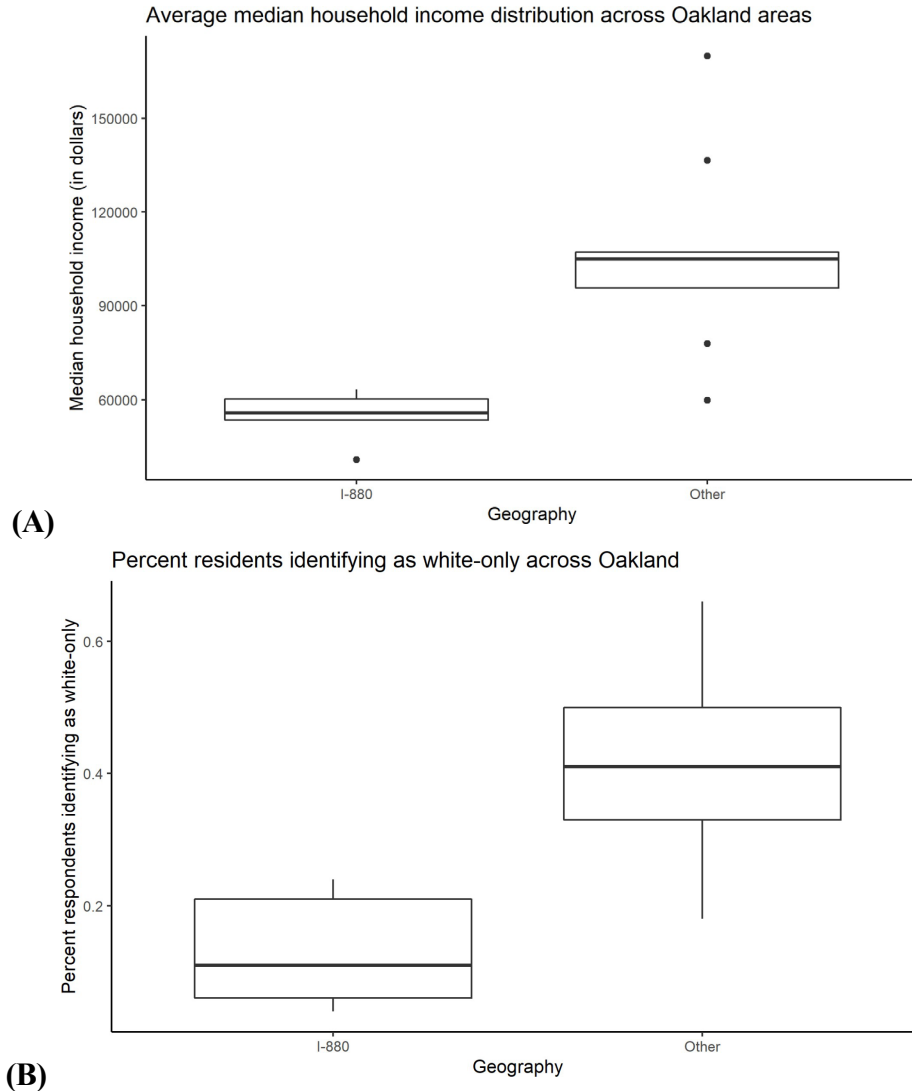 Average median household income distribution across Oakland areas
Median household income (in dollars)
150000
120000
90000
60000
I-880
Other
Geography
(A)
Percent residents identifying as white-only across Oakland
Percent respondents identifying as white-only
0.6
0.4
0.2
I-880
Other
Geography
(B)